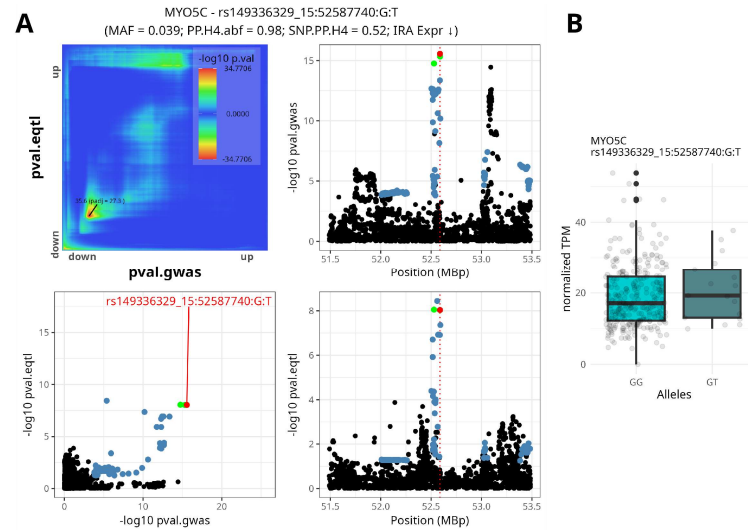 A
MYO5C - rs149336329_15:52587740:G:T
(MAF = 0.039; PP.H4.abf = 0.98; SNP.PP.H4 = 0.52; IRA Expr ↓)
-log10 p.val
34.7706
0.0000
-34.7706
up
pval.eqtl
down
down
up
pval.gwas
-log10 pval.gwas
15
10
5
0
51.5
52.0
52.5
53.0
53.5
Position (MBp)
rs149336329_15:52587740:G:T
-log10 pval.eqtl
15
10
5
0
0
10
20
-log10 pval.gwas
-log10 pval.eqtl
8
6
4
2
0
51.5
52.0
52.5
53.0
53.5
Position (MBp)
B
MYO5C
rs149336329_15:52587740:G:T
normalized TPM
40
20
0
GG
GT
Alleles